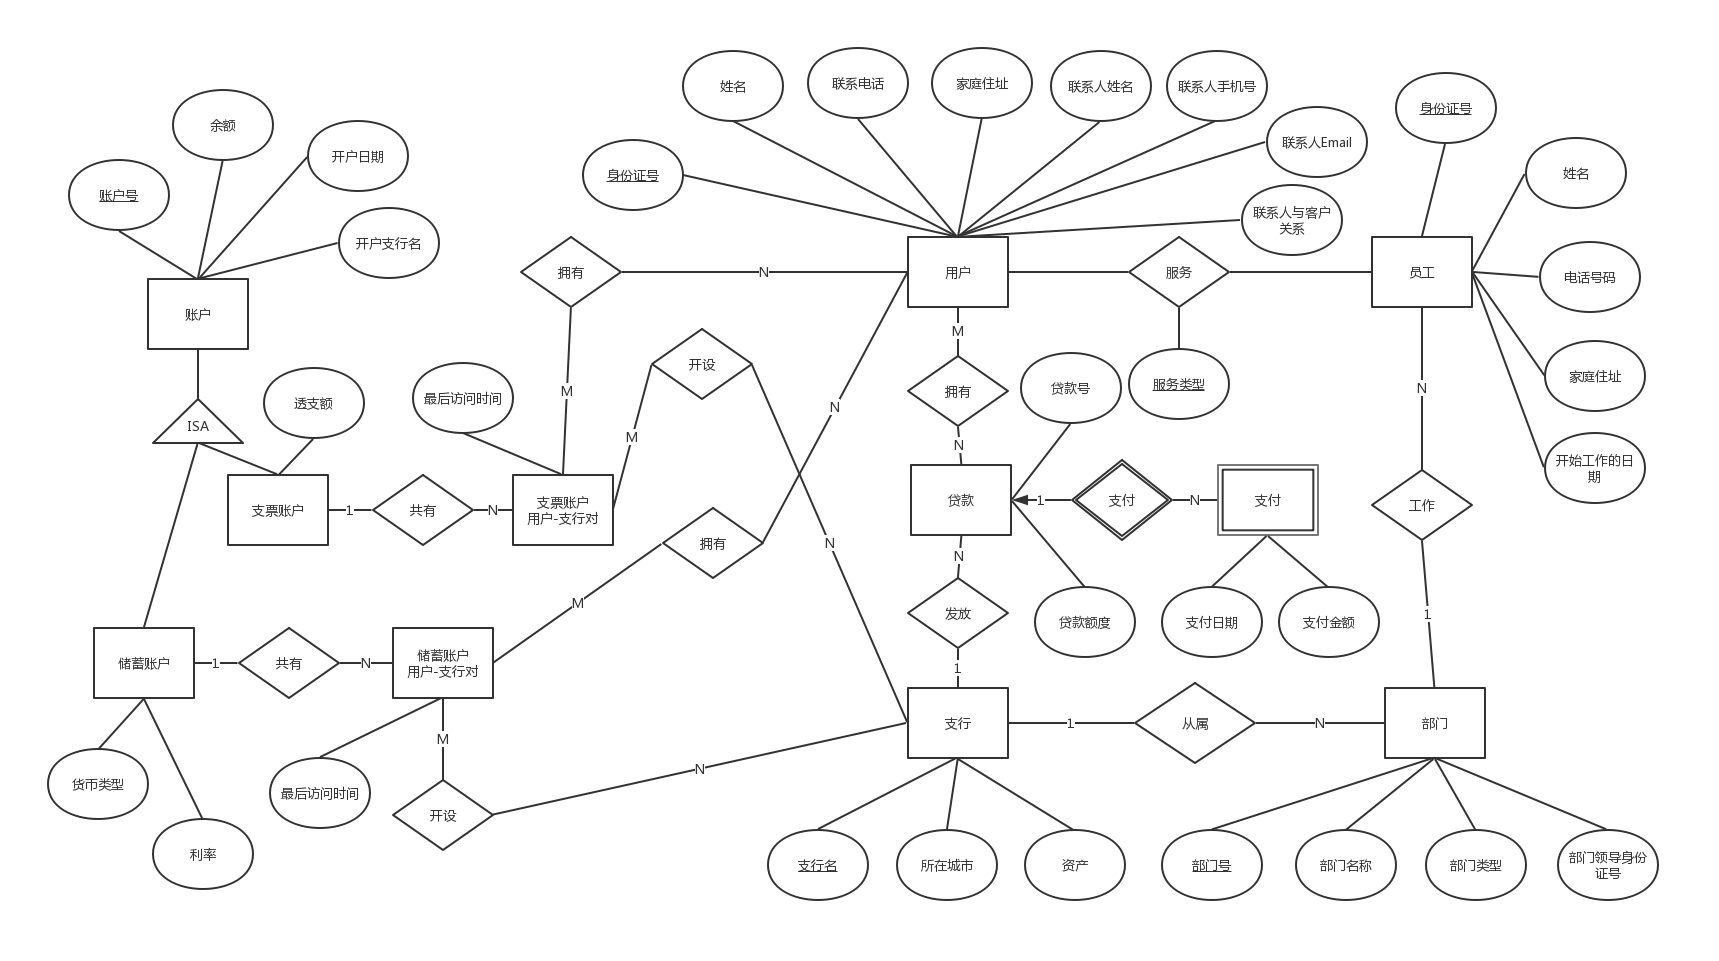 姓名
联系电话
家庭住址
联系人姓名
联系人手机号
身份证号
余额
联系人Email
开户日期
姓名
身份证号
账户号
联系人与客户
关系
开户支行名
拥有
N
用户
服务
员工
电话号码
账户
M
开设
贷款号
服务类型
家庭住址
N
拥有
M
最后访问时间
透支额
N
ISA
M
N
开始工作的日
期
支票账户
1
共有
N
支票账户
用户-支行对
贷款
1
支付
N
支付
工作
拥有
N
N
M
发放
1
贷款额度
支付日期
支付金额
储蓄账户
1
共有
N
储蓄账户
用户-支行对
1
M
支行
1
从属
N
部门
N
货币类型
最后访问时间
开设
利率
支行名
所在城市
资产
部门号
部门名称
部门类型
部门领导身份
证号